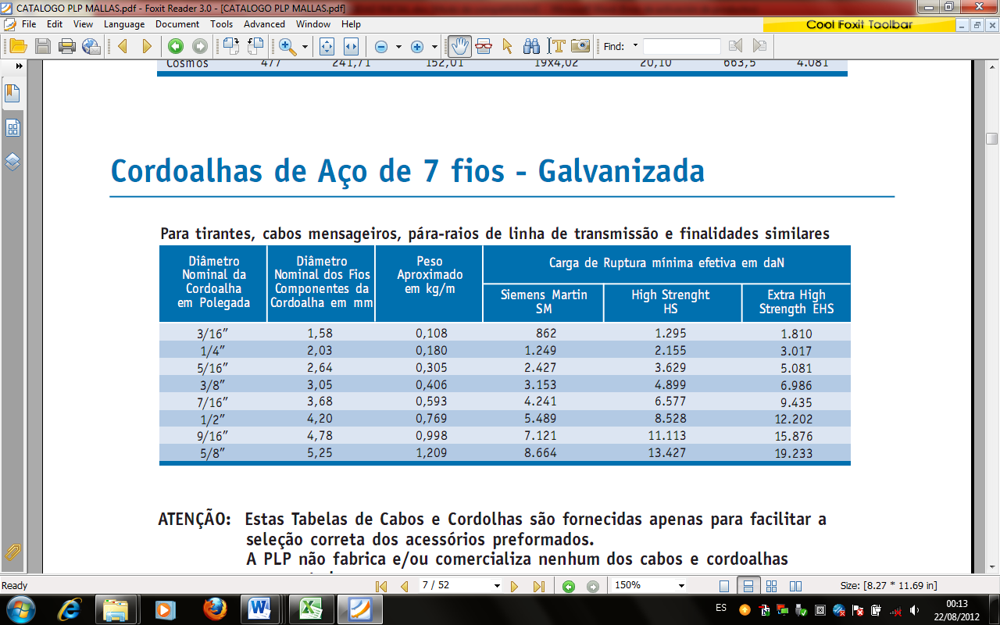 CATALOGO PLP MALLAS.pdf - Foxit Reader 3.0 - [CATALOGO PLP MALLAS.pdf]
File Edit View Language Document Tools Advanced Window Help
Cool Foxit Toolbar
Find:
Cosmos 477 241,71 152,01 19x4,02 20,10 663,5 4.081
Cordoalhas de Aço de 7 fios - Galvanizada
Para tirantes, cabos mensageiros, pára-raios de linha de transmissão e finalidades similares
Diâmetro Nominal da Cordoalha em Polegada
Diâmetro Nominal dos Fios Componentes da Cordoalha em mm
Peso Aproximado em kg/m
Carga de Ruptura mínima efetiva em daN
Siemens Martin SM
High Strenght HS
Extra High Strength EHS
3/16" 1,58 0,108 862 1.295 1.810
1/4" 2,03 0,180 1.249 2.155 3.017
5/16" 2,64 0,305 2.427 3.629 5.081
3/8" 3,05 0,406 3.153 4.899 6.986
7/16" 3,68 0,593 4.241 6.577 9.435
1/2" 4,20 0,769 5.489 8.528 12.202
9/16" 4,78 0,998 7.121 11.113 15.876
5/8" 5,25 1,209 8.664 13.427 19.233
ATENÇÃO: Estas Tabelas de Cabos e Cordolhas são fornecidas apenas para facilitar a
seleção correta dos acessórios preformados.
A PLP não fabrica e/ou comercializa nenhum dos cabos e cordoalhas
Ready 7 / 52 150% Size: [8.27 * 11.69 in]
ES 00:13
22/08/2012